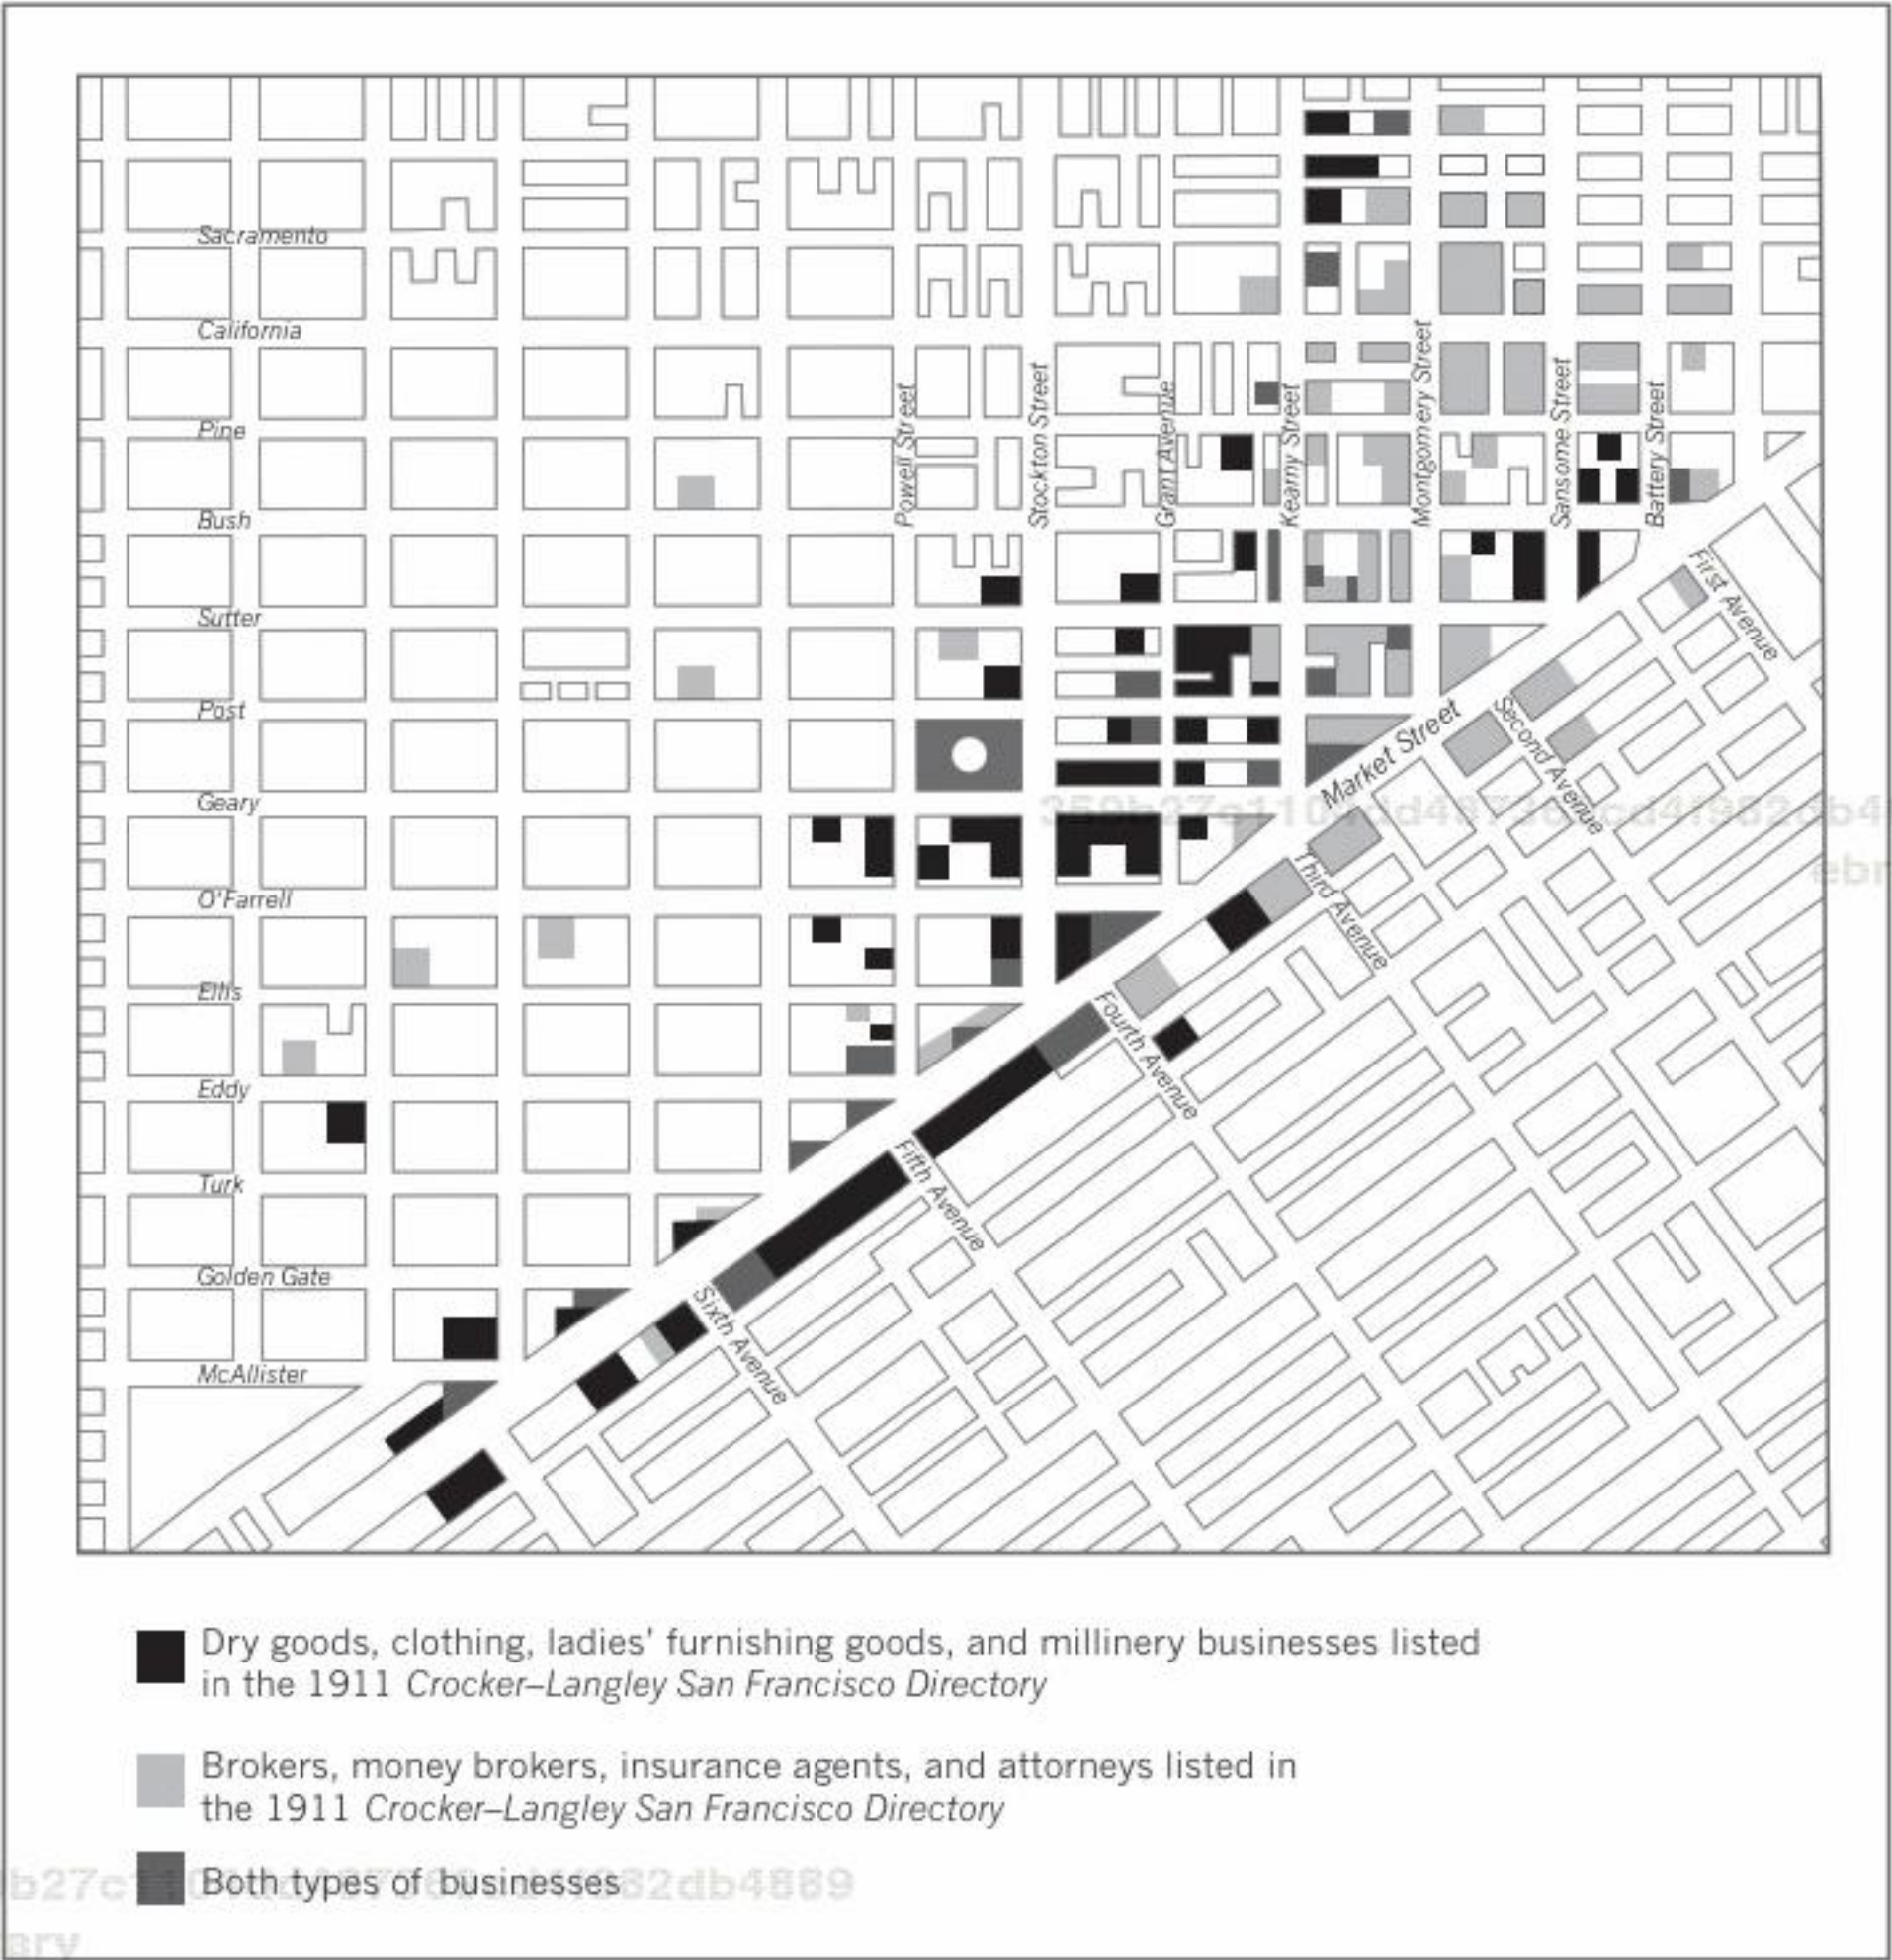 Sacramento
California
Pine
Bush
Sutter
Post
Geary
O'Farrell
Ellis
Eddy
Turk
Golden Gate
McAllister
Powell Street
Stockton Street
Grant Avenue
Kearny Street
Montgomery Street
Sansome Street
Battery Street
Market Street
First Avenue
Second Avenue
Third Avenue
Fourth Avenue
Fifth Avenue
Sixth Avenue
Dry goods, clothing, ladies' furnishing goods, and millinery businesses listed
in the 1911 Crocker–Langley San Francisco Directory
Brokers, money brokers, insurance agents, and attorneys listed in
the 1911 Crocker–Langley San Francisco Directory
Both types of businesses
ebr
ary